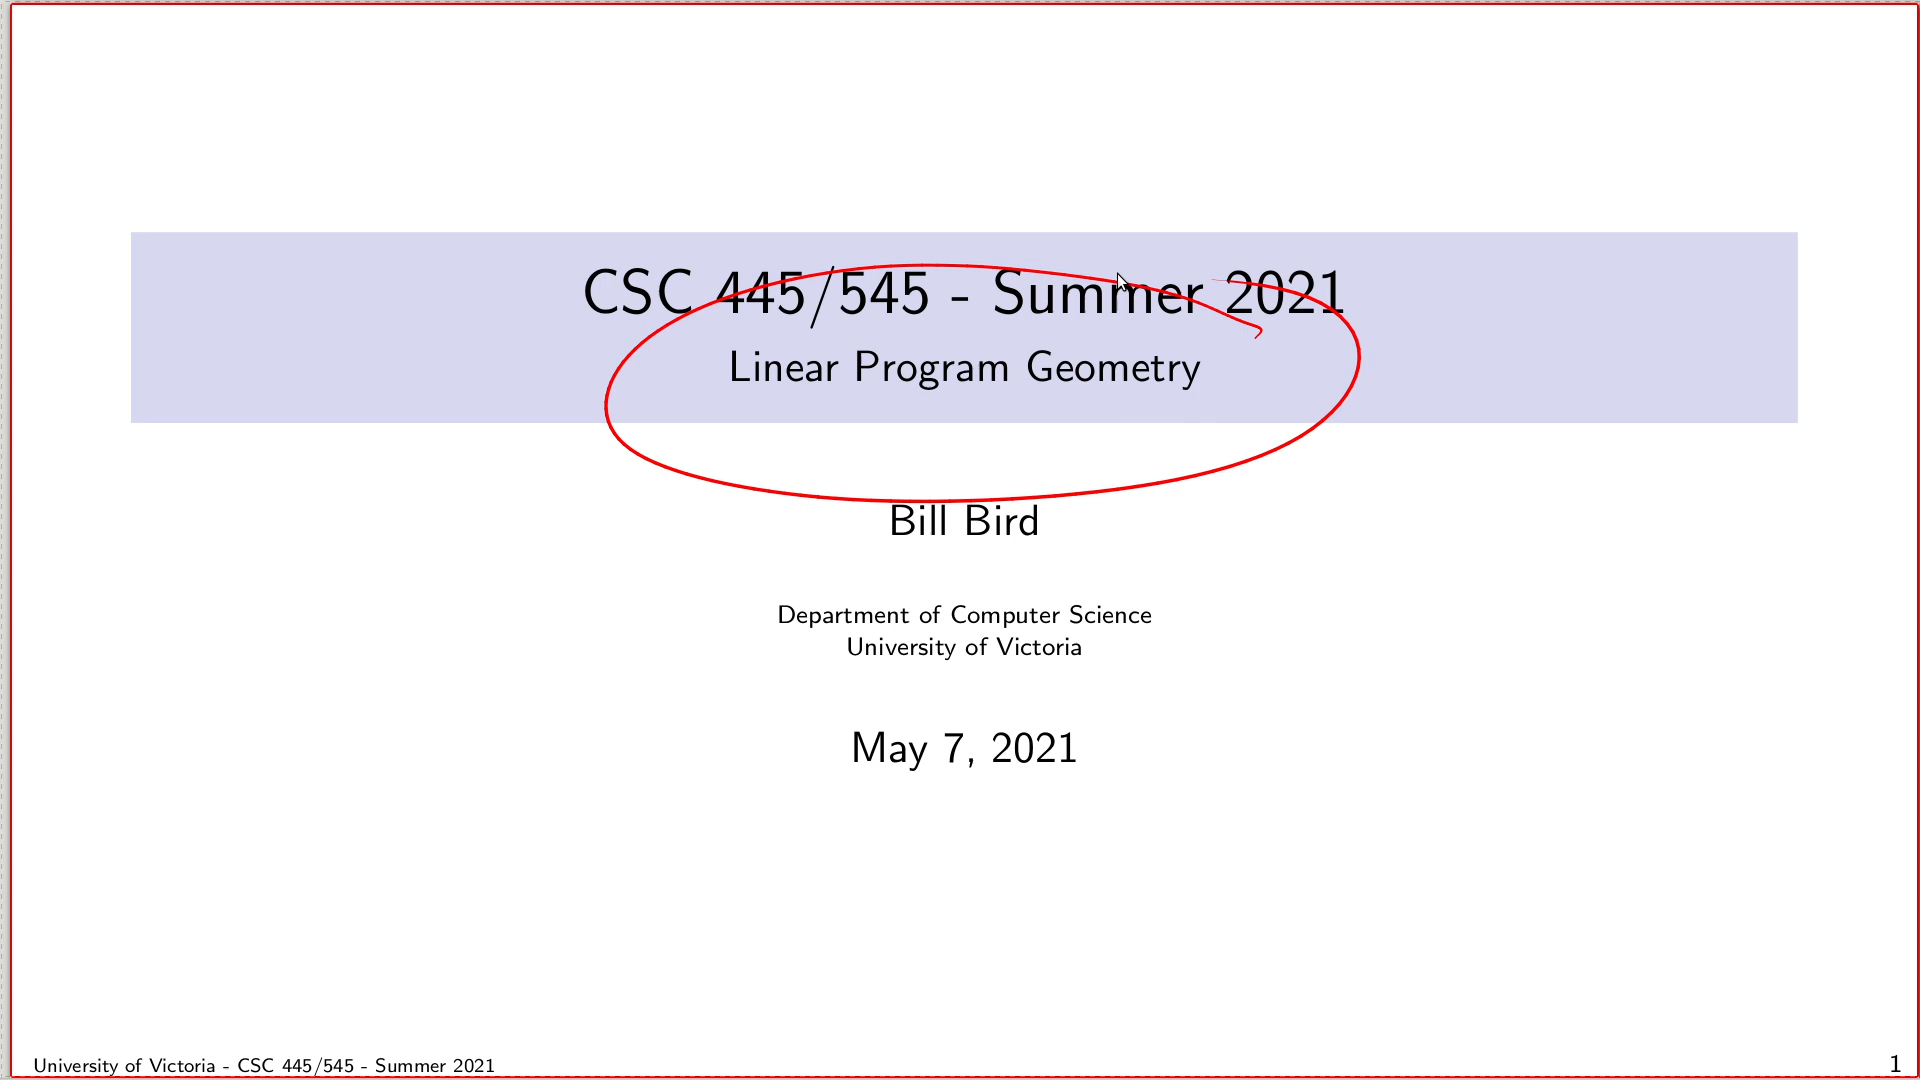 CSC 445/545 - Summer 2021
Linear Program Geometry
Bill Bird
Department of Computer Science
University of Victoria
May 7, 2021
University of Victoria - CSC 445/545 - Summer 2021
1